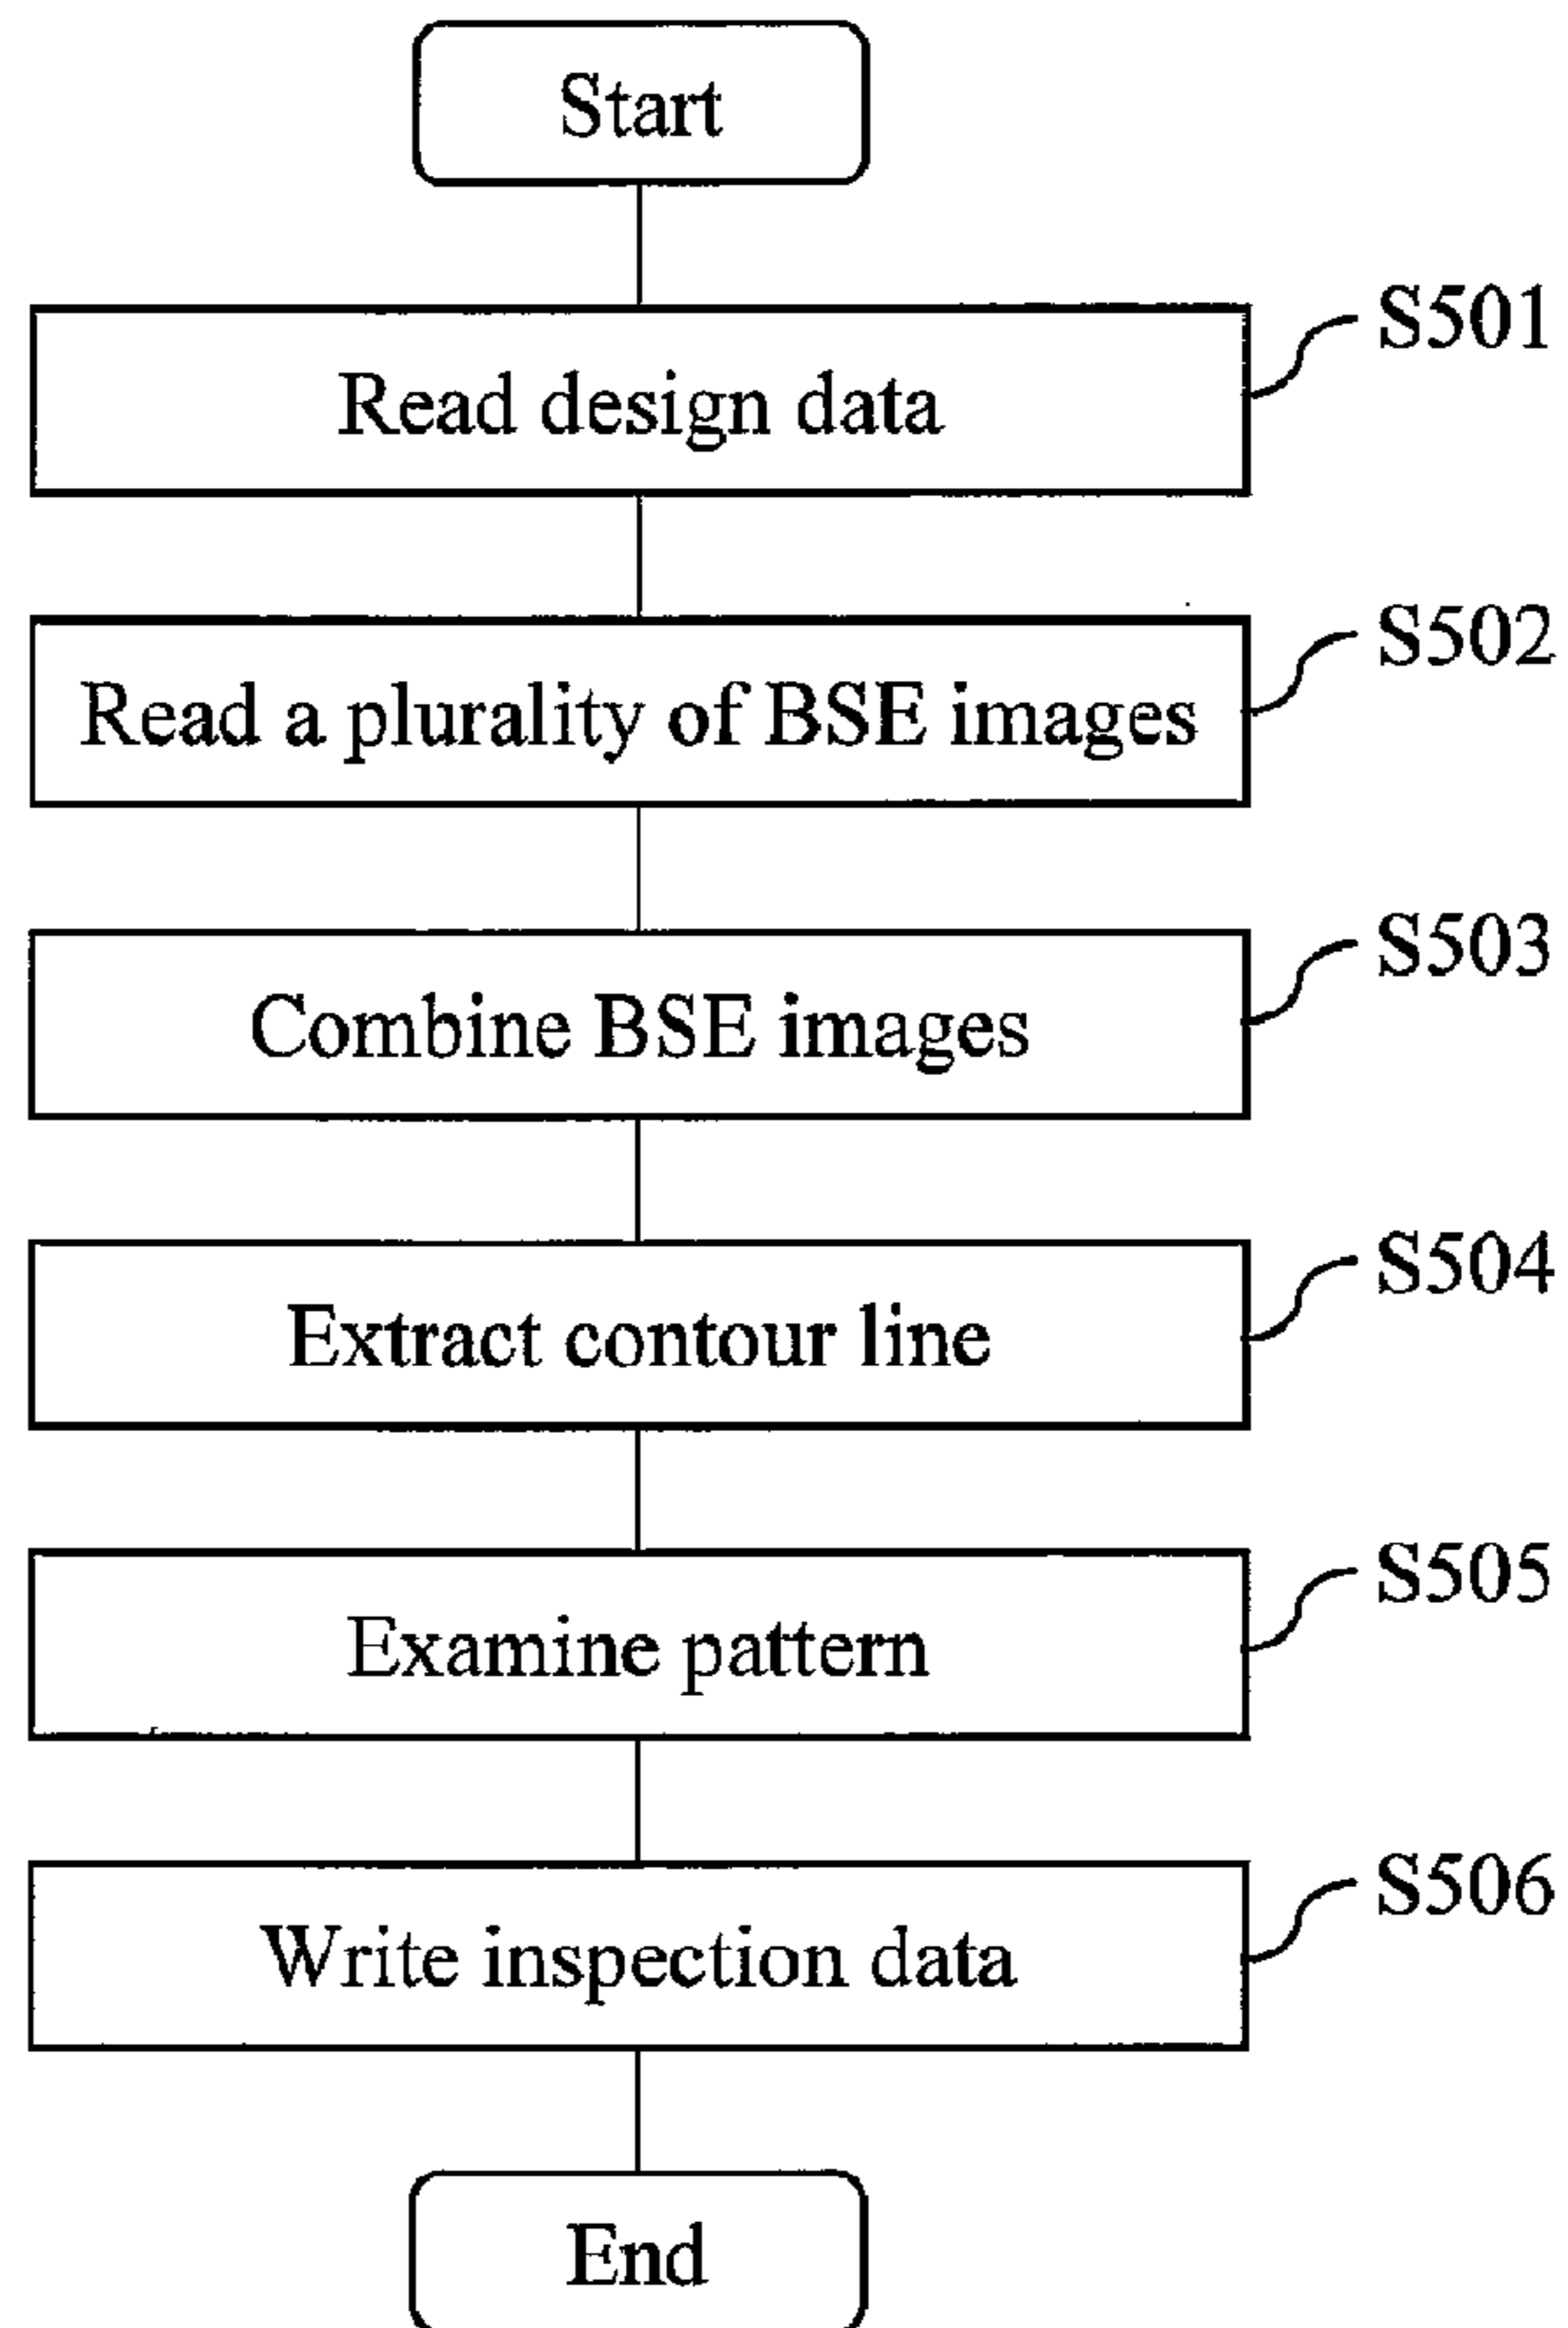 Start
S501
Read design data
S502
Read a plurality of BSE images
S503
Combine BSE images
S504
Extract contour line
S505
Examine pattern
S506
Write inspection data
End